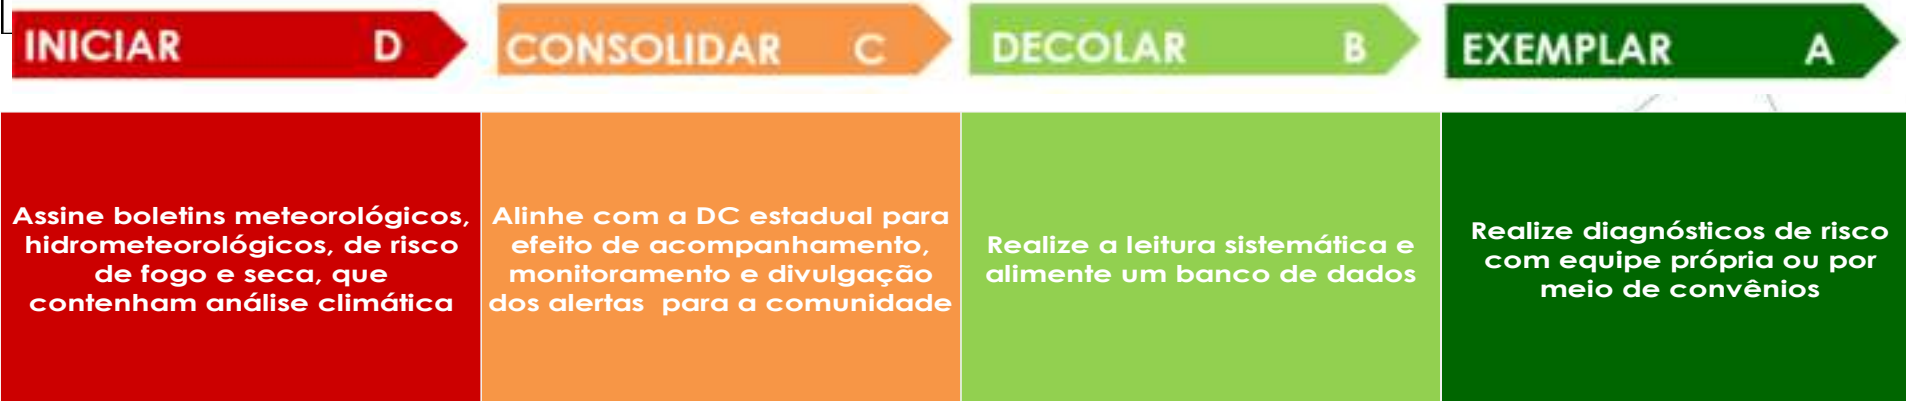 INICIAR D
CONSOLIDAR C
DECOLAR B
EXEMPLAR A
Assine boletins meteorológicos,
hidrometeorológicos, de risco
de fogo e seca, que
contenham análise climática
Alinhe com a DC estadual para
efeito de acompanhamento,
monitoramento e divulgação
dos alertas  para a comunidade
Realize a leitura sistemática e
alimente um banco de dados
Realize diagnósticos de risco
com equipe própria ou por
meio de convênios